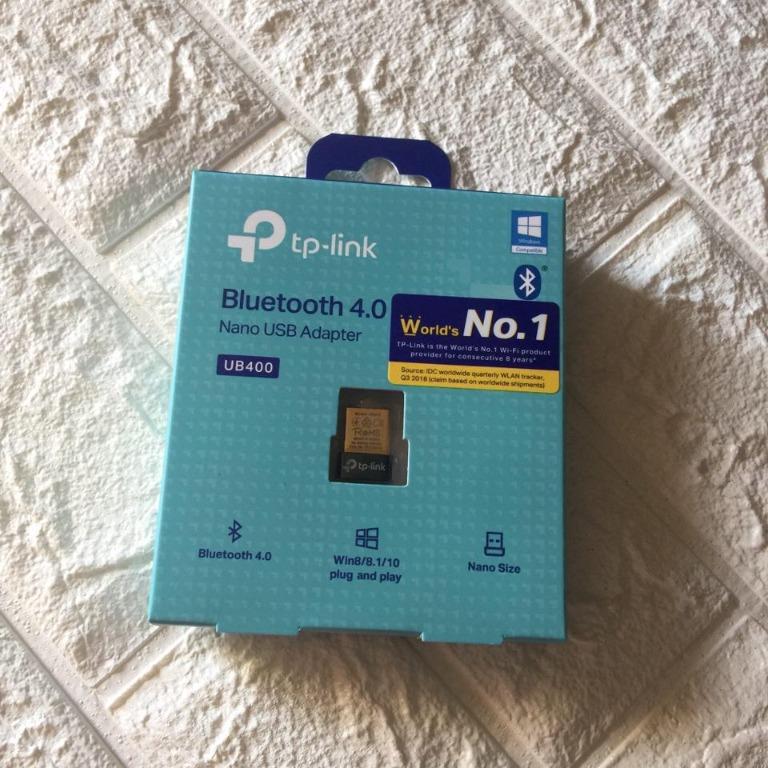 tp-link
Windows
Compatible
Bluetooth 4.0
Nano USB Adapter
UB400
World's No.1
TP-Link is the World's No.1 Wi-Fi product
provider for consecutive 8 years*
Source: IDC worldwide quarterly WLAN tracker,
Q3 2018 (claim based on worldwide shipments)
RoHS
tp-link
Bluetooth 4.0
Win8/8.1/10
plug and play
Nano Size